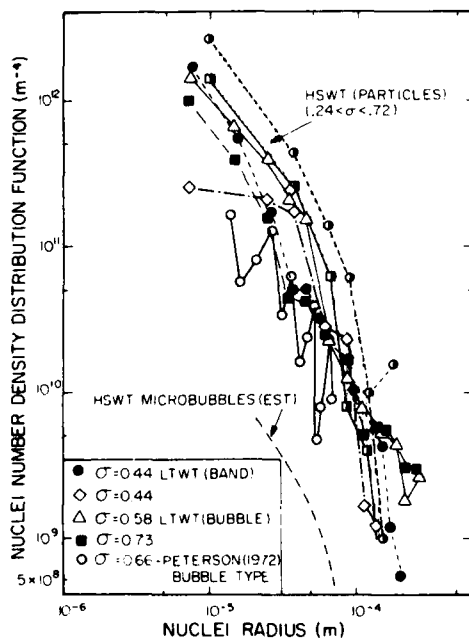 NUCLEI NUMBER DENSITY DISTRIBUTION FUNCTION (m⁻⁴)
10¹²
10¹¹
10¹⁰
10⁹
5×10⁸
HSWT (PARTICLES)
(.24<σ<.72)
HSWT MICROBUBBLES (EST)
σ=0.44 LTWT (BAND)
σ=0.44
σ=0.58 LTWT (BUBBLE)
σ=0.73
σ=0.66-PETERSON(1972)
BUBBLE TYPE
10⁻⁶
10⁻⁵
10⁻⁴
NUCLEI RADIUS (m)